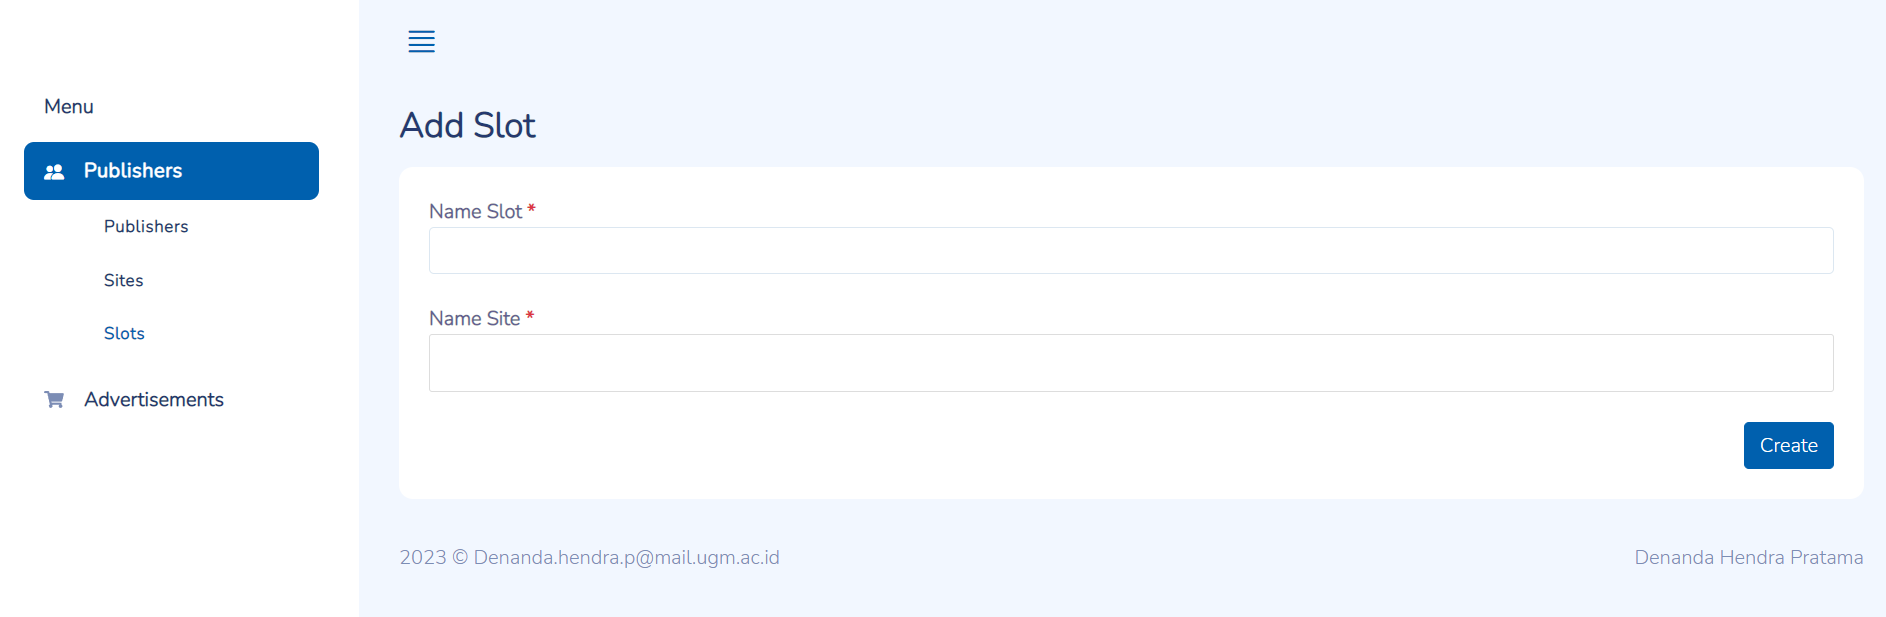 Menu
Publishers
Publishers
Sites
Slots
Advertisements
Add Slot
Name Slot *
Name Site *
Create
2023 © Denanda.hendra.p@mail.ugm.ac.id
Denanda Hendra Pratama